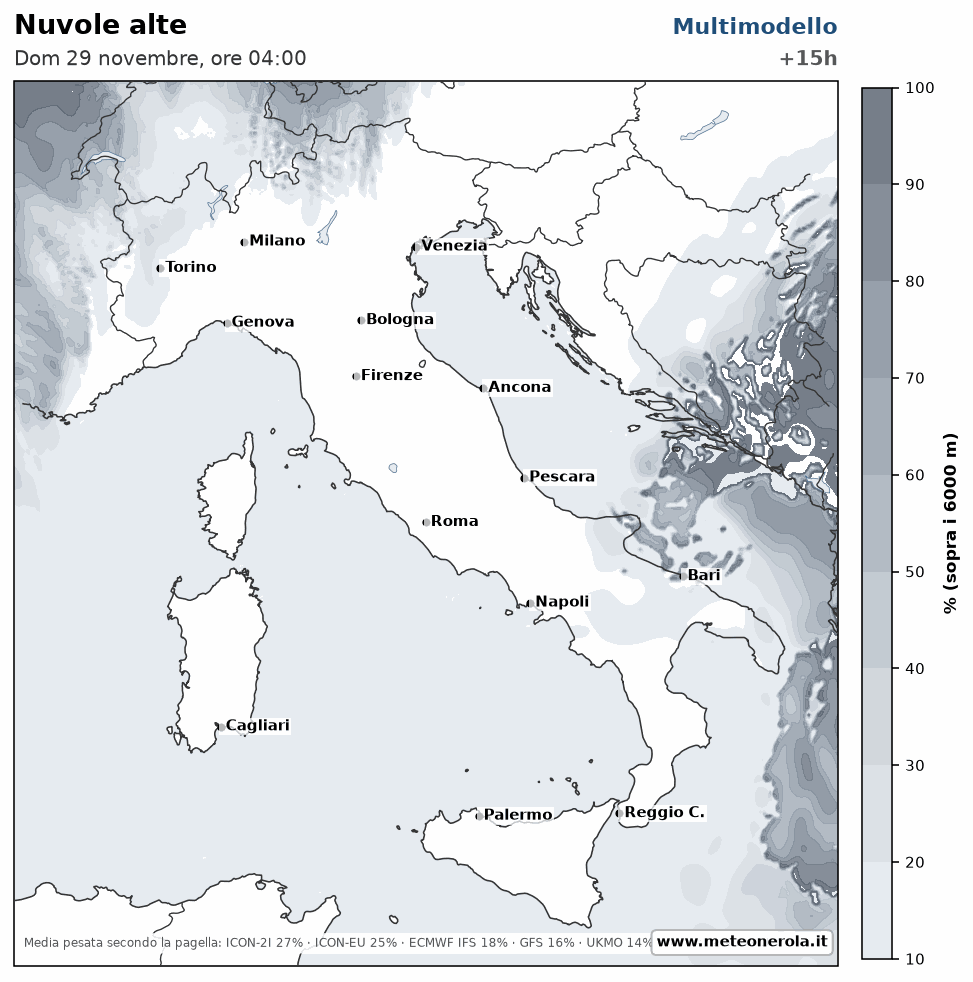 Nuvole alte
Multimodello
Dom 29 novembre, ore 04:00
+15h
100
90
80
70
60
50
40
30
20
10
% (sopra i 6000 m)
Milano
Venezia
Torino
Genova
Bologna
Firenze
Ancona
Pescara
Roma
Bari
Napoli
Cagliari
Palermo
Reggio C.
Media pesata secondo la pagella: ICON-2I 27% · ICON-EU 25% · ECMWF IFS 18% · GFS 16% · UKMO 14%
www.meteonerola.it